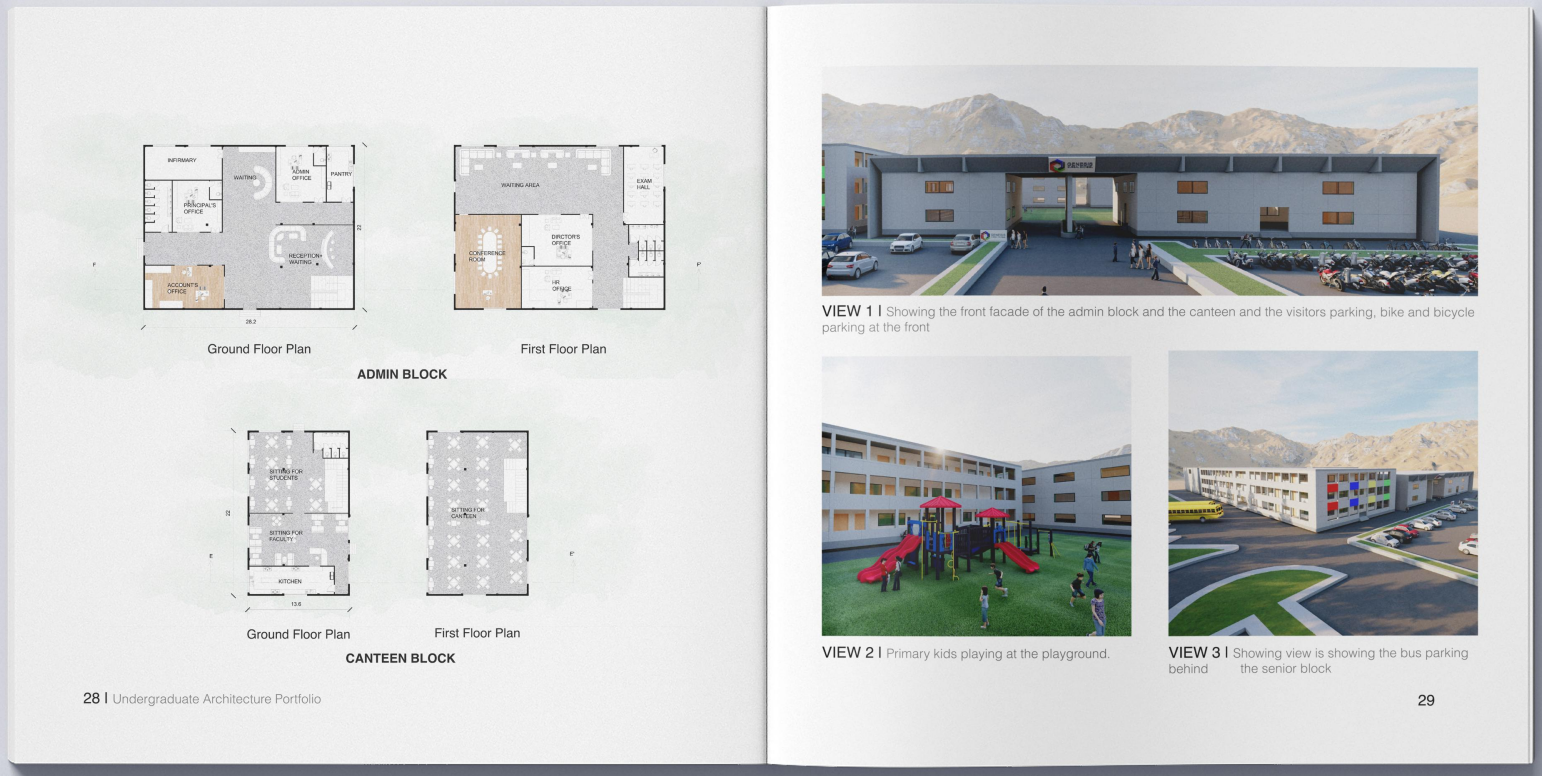 INFIRMARY
WAITING
ADMIN
OFFICE
PANTRY
PRINCIPAL'S
OFFICE
22
RECEPTION+
WAITING
F
ACCOUNT'S
OFFICE
28.2
Ground Floor Plan
WAITING AREA
EXAM
HALL
CONFERENCE
ROOM
DIRCTOR'S
OFFICE
HR
OFFICE
F'
First Floor Plan
ADMIN BLOCK
SITTING FOR
STUDENTS
22
SITTING FOR
FACULTY
E
KITCHEN
13.6
Ground Floor Plan
SITTING FOR
CANTEEN
E'
First Floor Plan
CANTEEN BLOCK
28 | Undergraduate Architecture Portfolio
VIEW 1 | Showing the front facade of the admin block and the canteen and the visitors parking, bike and bicycle
parking at the front
VIEW 2 | Primary kids playing at the playground.
VIEW 3 | Showing view is showing the bus parking
behind the senior block
29